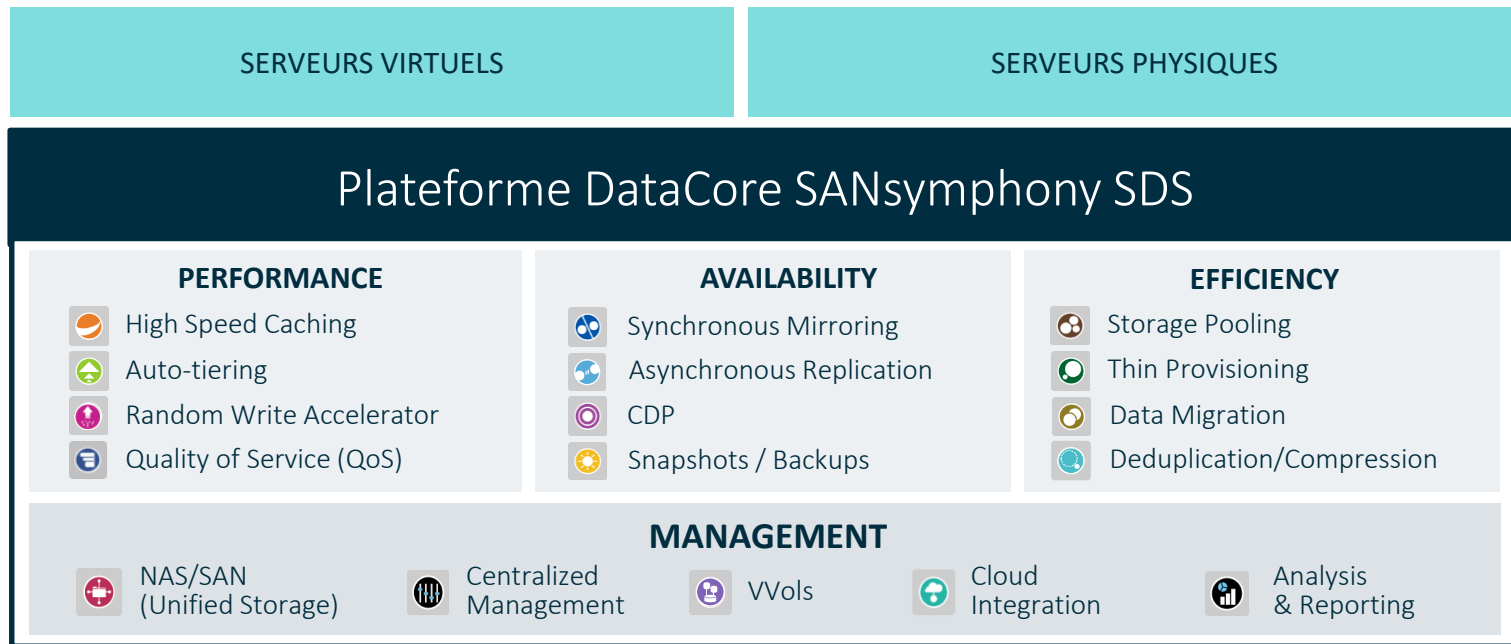 SERVEURS VIRTUELS
SERVEURS PHYSIQUES
Plateforme DataCore SANsymphony SDS
PERFORMANCE
High Speed Caching
Auto-tiering
Random Write Accelerator
Quality of Service (QoS)
AVAILABILITY
Synchronous Mirroring
Asynchronous Replication
CDP
Snapshots / Backups
EFFICIENCY
Storage Pooling
Thin Provisioning
Data Migration
Deduplication/Compression
MANAGEMENT
NAS/SAN
(Unified Storage)
Centralized
Management
VVols
Cloud
Integration
Analysis
& Reporting